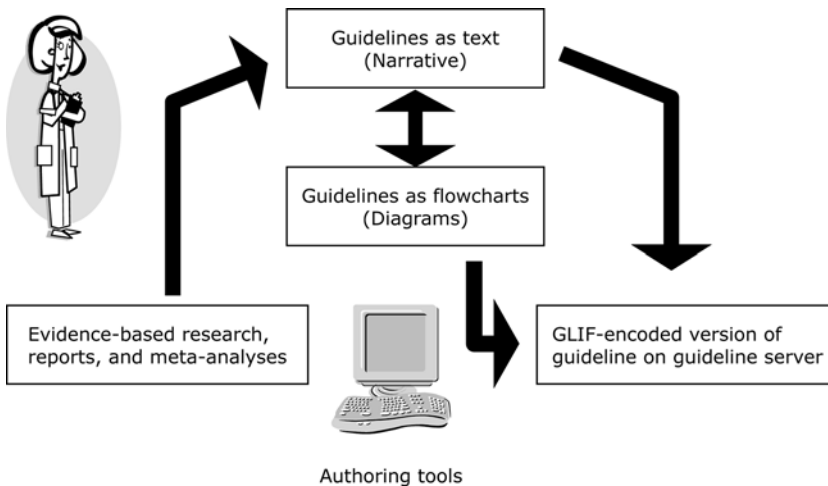 Guidelines as text
(Narrative)
Guidelines as flowcharts
(Diagrams)
Evidence-based research,
reports, and meta-analyses
GLIF-encoded version of
guideline on guideline server
Authoring tools